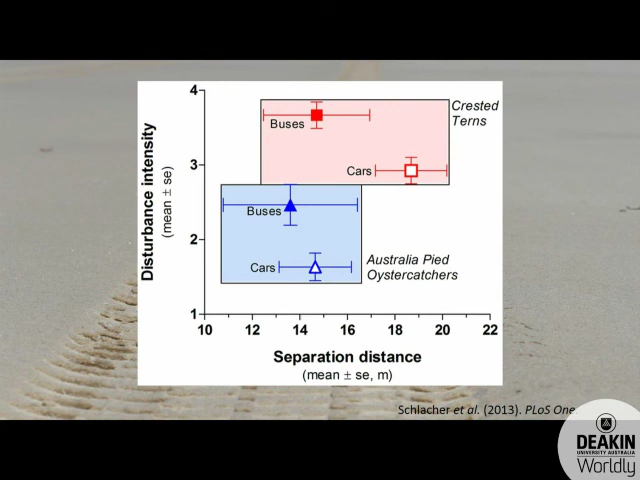 4
Crested
Terns
Buses
3
Cars
Disturbance intensity
(mean ± se)
Buses
2
Australia Pied
Oystercatchers
Cars
1
10 12 14 16 18 20 22
Separation distance
(mean ± se, m)
Schlacher et al. (2013). PLoS One.
DEAKIN
UNIVERSITY AUSTRALIA
Worldly